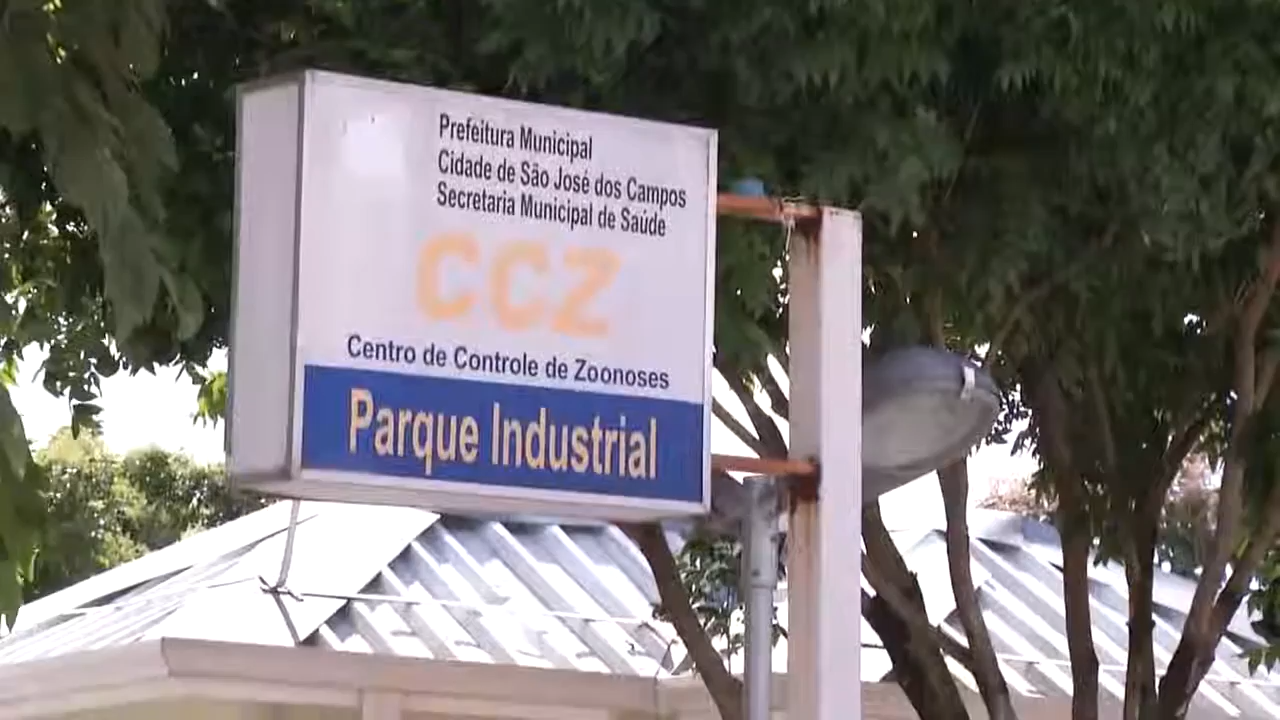 Prefeitura Municipal
Cidade de São José dos Campos
Secretaria Municipal de Saúde
CCZ
Centro de Controle de Zoonoses
Parque Industrial